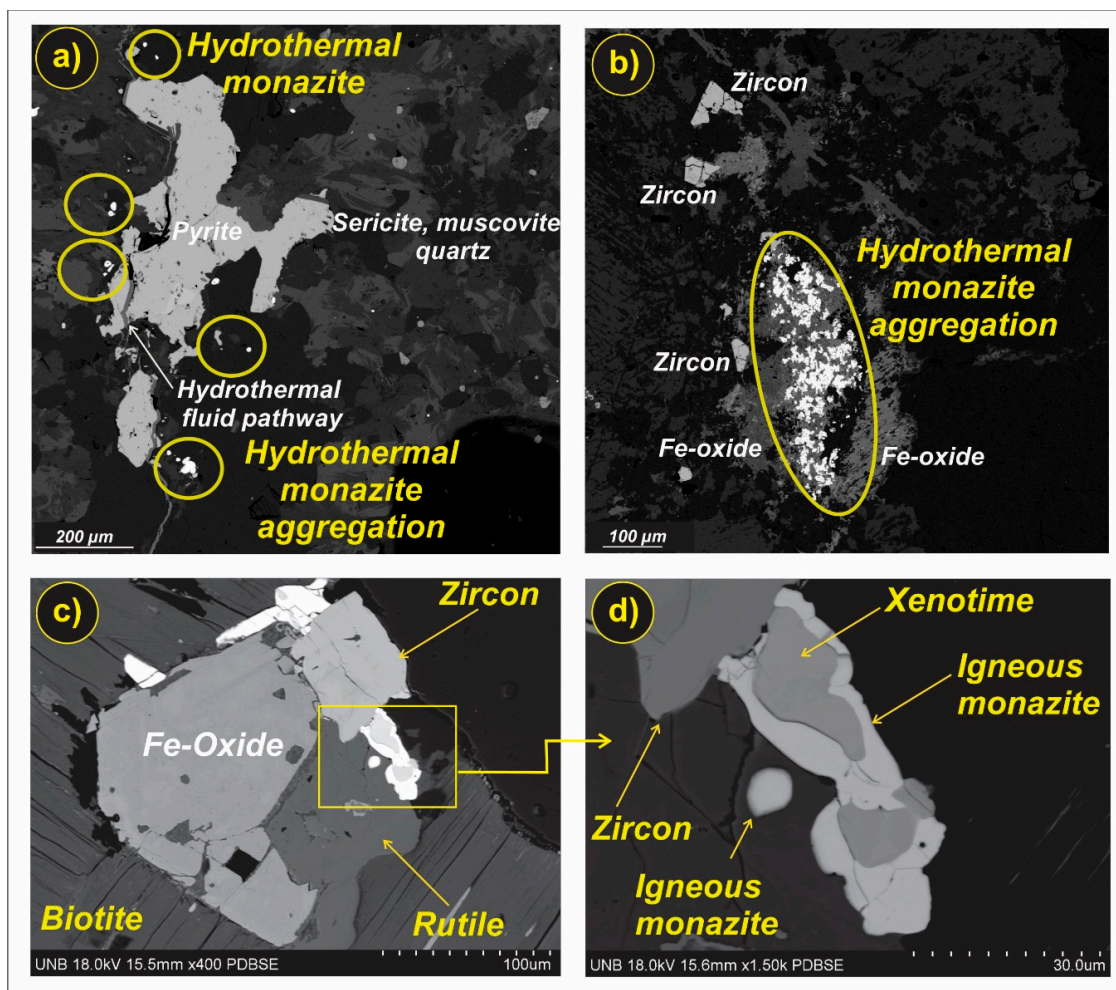 a)
Hydrothermal
monazite
Pyrite
Sericite, muscovite
quartz
Hydrothermal
fluid pathway
Hydrothermal
monazite
aggregation
200 µm
b)
Zircon
Zircon
Hydrothermal
monazite
aggregation
Zircon
Fe-oxide
Fe-oxide
100 µm
c)
Zircon
Fe-Oxide
Biotite
Rutile
UNB 18.0kV 15.5mm x400 PDBSE
100um
d)
Xenotime
Igneous
monazite
Zircon
Igneous
monazite
UNB 18.0kV 15.6mm x1.50k PDBSE
30.0um